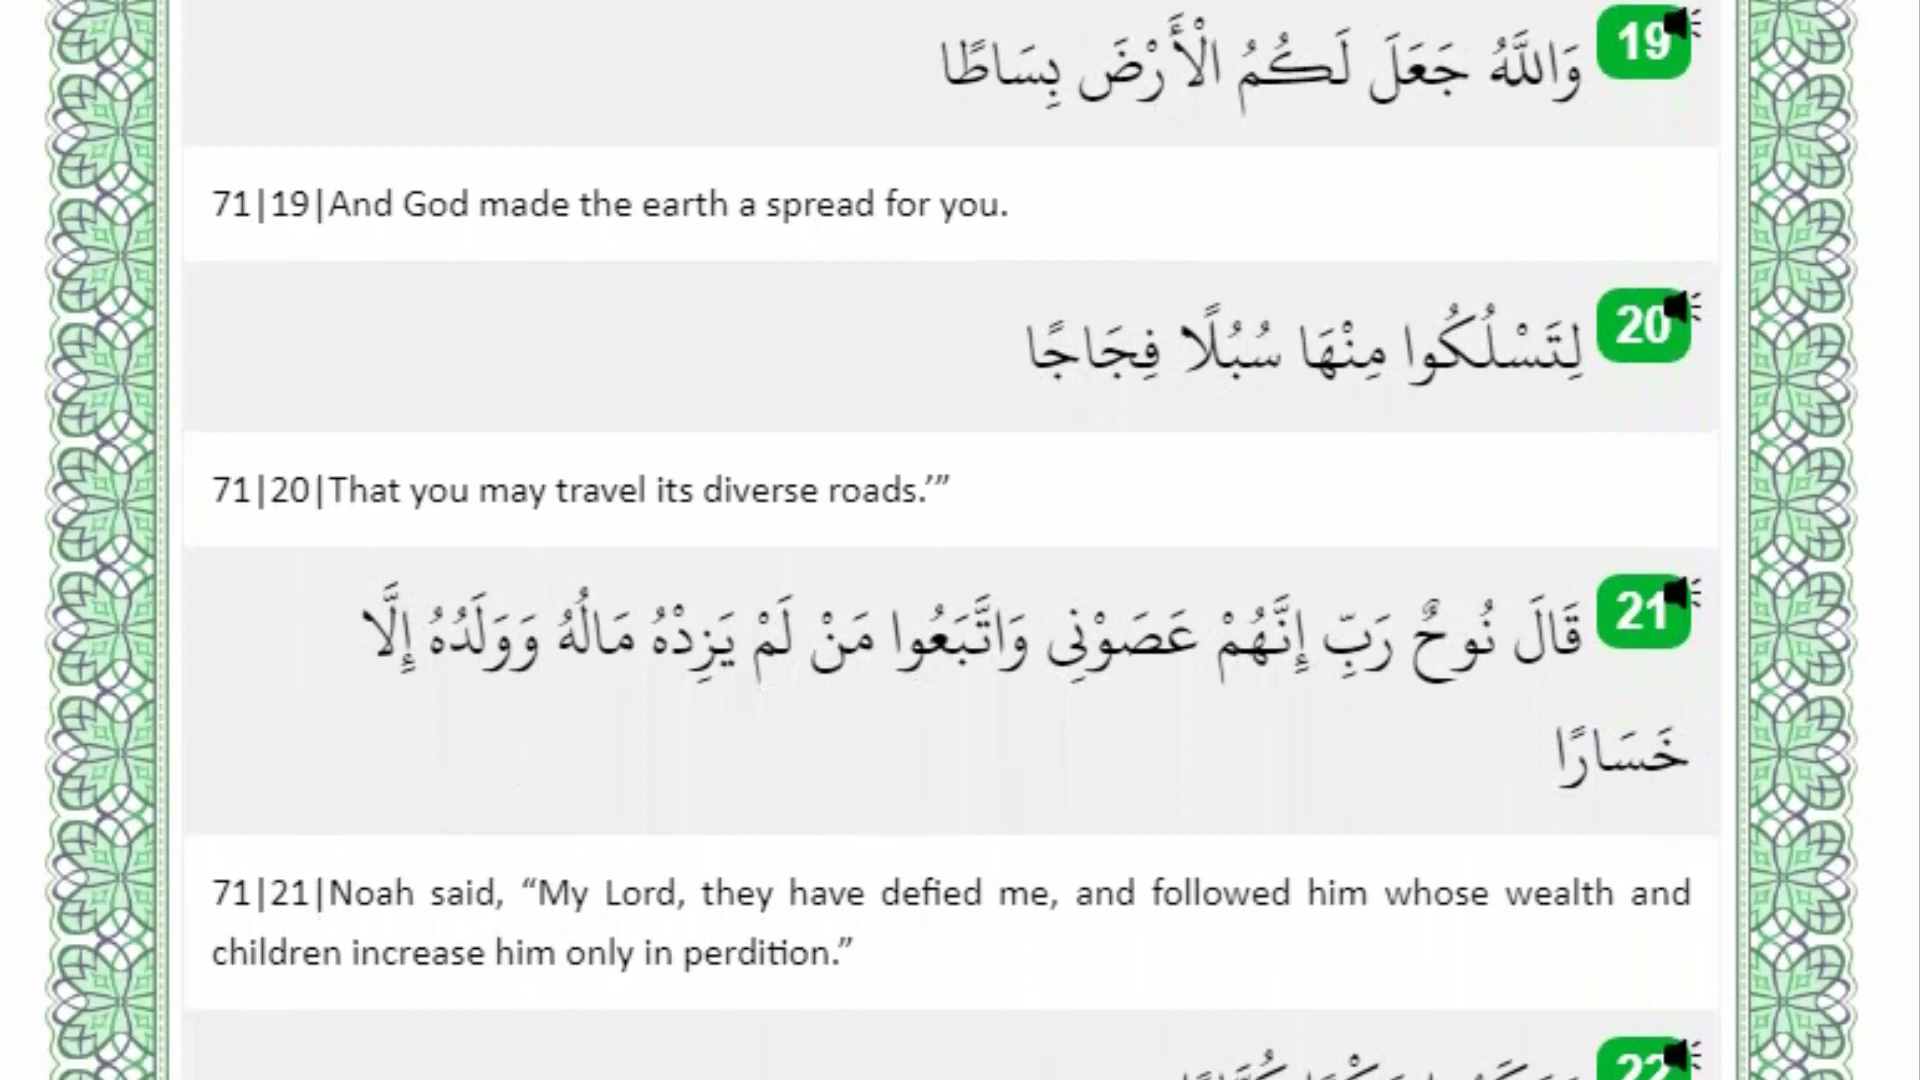 19 وَاللَّهُ جَعَلَ لَكُمُ الْأَرْضَ بِسَاطًا
71|19|And God made the earth a spread for you.
20 لِتَسْلُكُوا مِنْهَا سُبُلًا فِجَاجًا
71|20|That you may travel its diverse roads.’”
21 قَالَ نُوحٌ رَبِّ إِنَّهُمْ عَصَوْنِي وَاتَّبَعُوا مَنْ لَمْ يَزِدْهُ مَالُهُ وَوَلَدُهُ إِلَّا
خَسَارًا
71|21|Noah said, “My Lord, they have defied me, and followed him whose wealth and
children increase him only in perdition.”
22